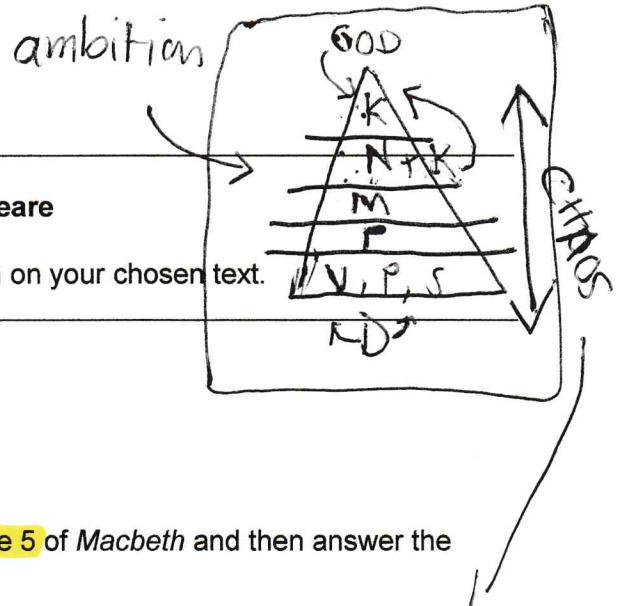 ambition
GOD
K
N + K
M
P
V, P, S
CHAOS
eare
on your chosen text.
e 5 of Macbeth and then answer the